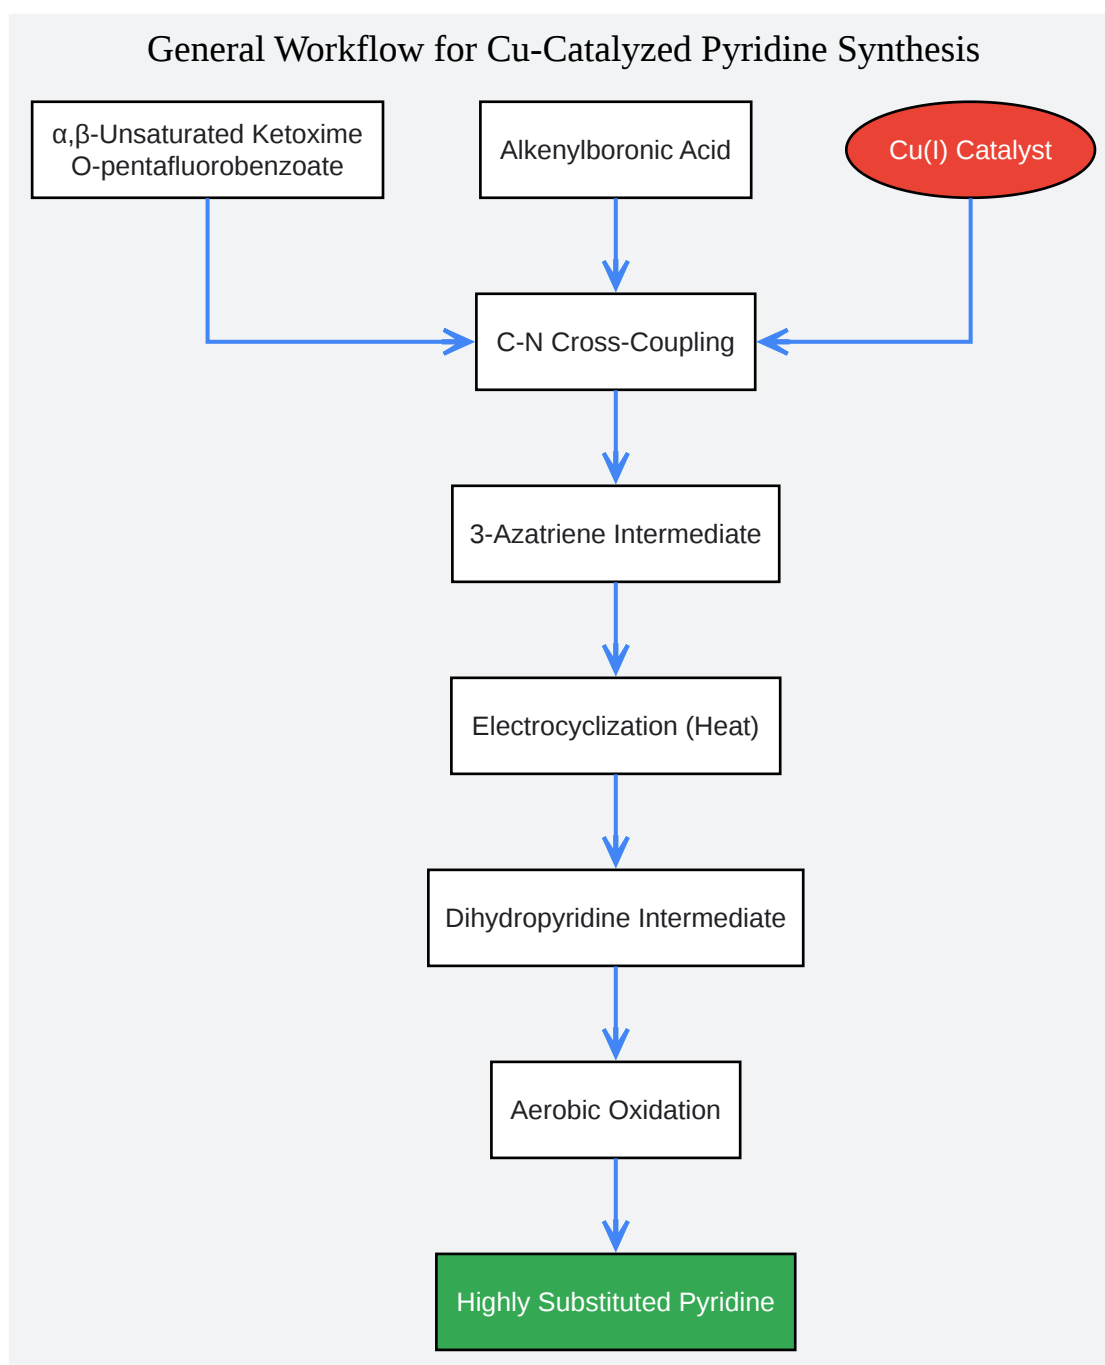 General Workflow for Cu-Catalyzed Pyridine Synthesis
α,β-Unsaturated Ketoxime
O-pentafluorobenzoate
Alkenylboronic Acid
Cu(I) Catalyst
C-N Cross-Coupling
3-Azatriene Intermediate
Electrocyclization (Heat)
Dihydropyridine Intermediate
Aerobic Oxidation
Highly Substituted Pyridine